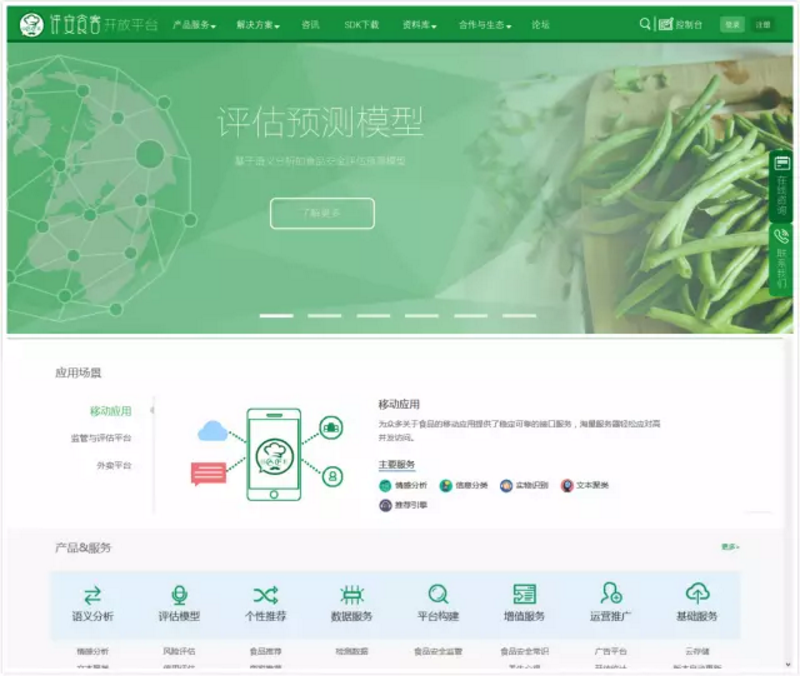 评安食客 开放平台 产品服务 解决方案 咨讯 SDK下载 资料库 合作与生态 论坛 控制台 登录 注册
评估预测模型
基于语义分析的食品安全评估预测模型
了解更多
在线咨询
联系我们
应用场景
移动应用
监管与评估平台
外卖平台
移动应用
为众多关于食品的移动应用提供了稳定可靠的接口服务,海量服务器轻松应对高
并发访问。
主要服务
情感分析 信息分类 实物识别 文本聚类
推荐引擎
产品&服务 更多
语义分析 评估模型 个性推荐 数据服务 平台构建 增值服务 运营推广 基础服务
情感分析 风险评估 食品推荐 检测数据 食品安全监管 食品安全常识 广告平台 云存储
文本聚类